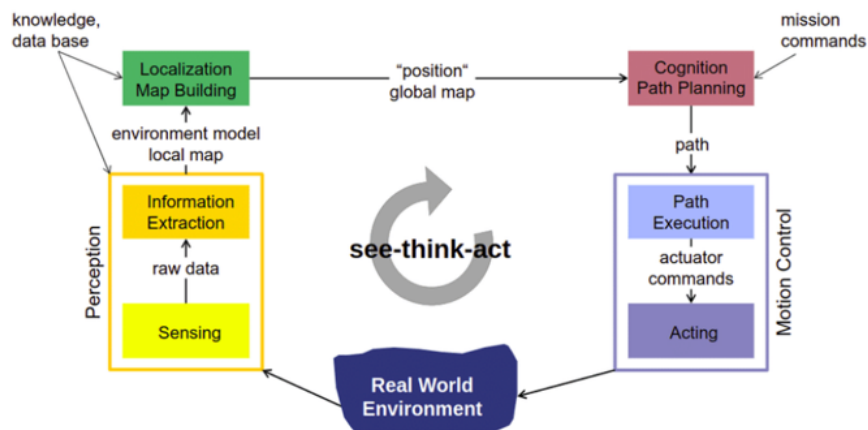 knowledge,
data base
Localization
Map Building
"position"
global map
Cognition
Path Planning
mission
commands
environment model
local map
path
Perception
Information
Extraction
raw data
Sensing
see-think-act
Path
Execution
actuator
commands
Acting
Motion Control
Real World
Environment